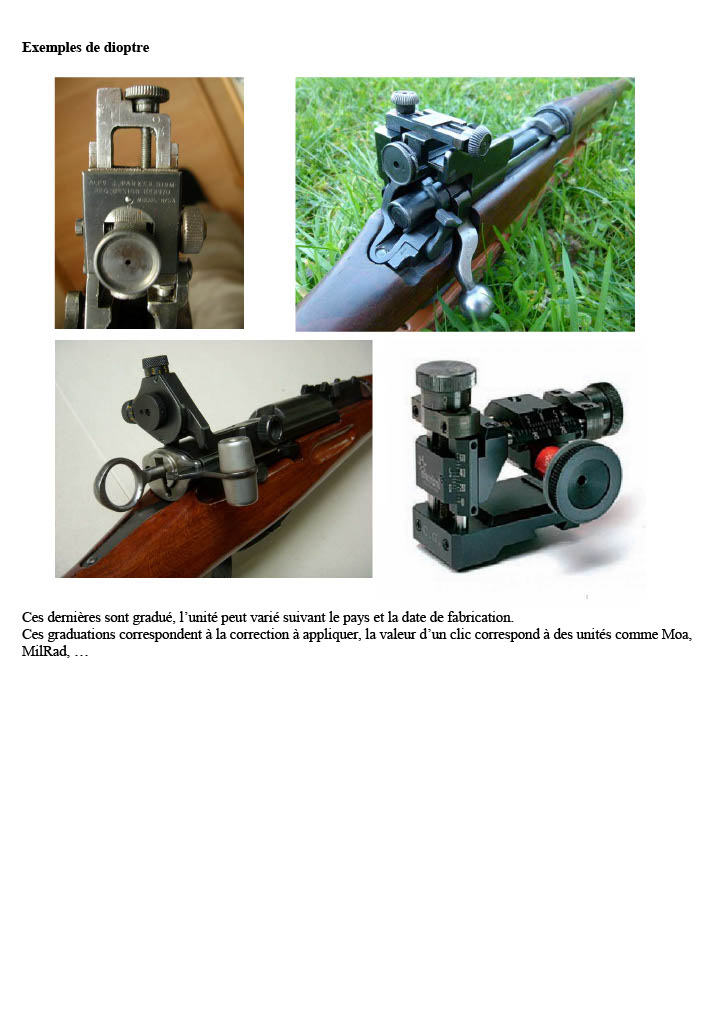 Exemples de dioptre
ALFD J. PARKER BIRM
Ces dernières sont gradué, l’unité peut varié suivant le pays et la date de fabrication.
Ces graduations correspondent à la correction à appliquer, la valeur d’un clic correspond à des unités comme Moa,
MilRad, …